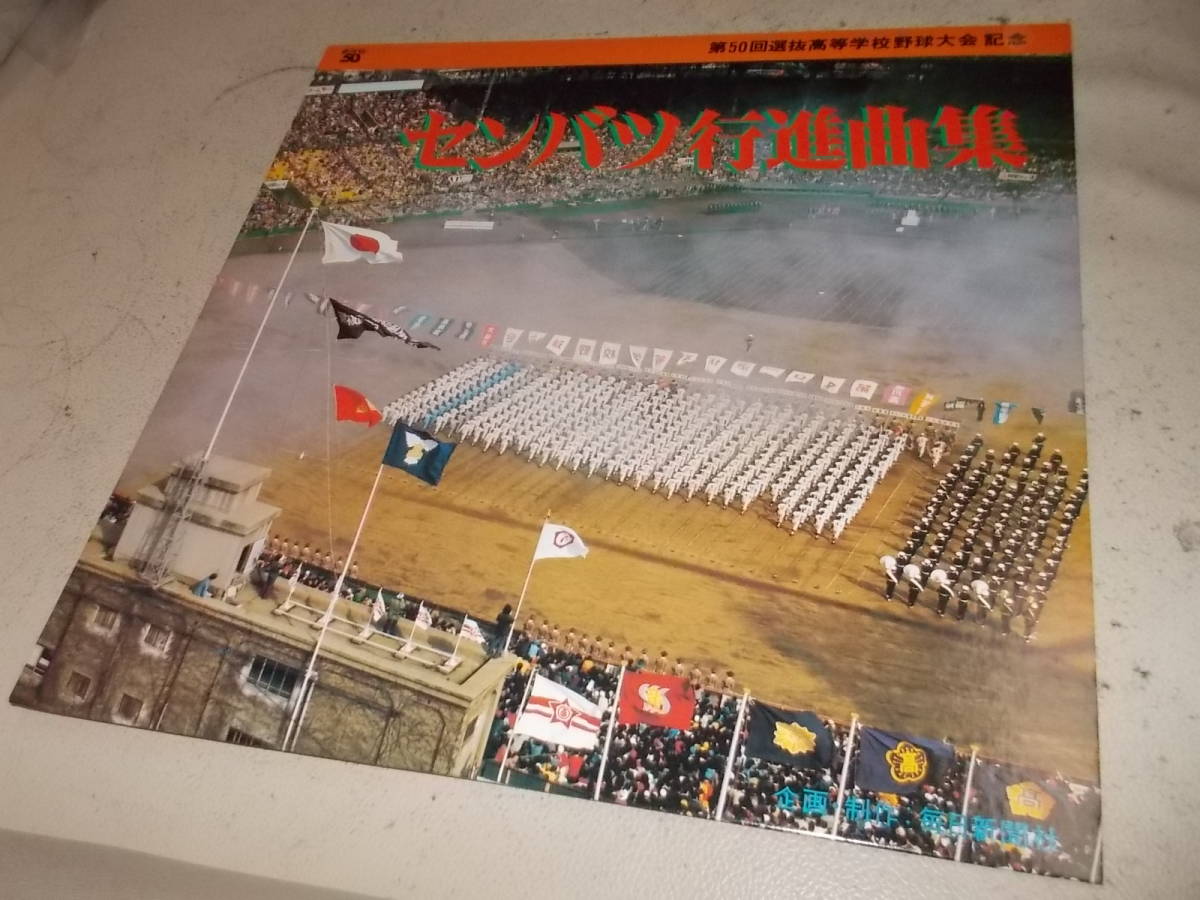 50
第50回選抜高等学校野球大会 記念
センバツ行進曲集
企画・制作・毎日新聞社